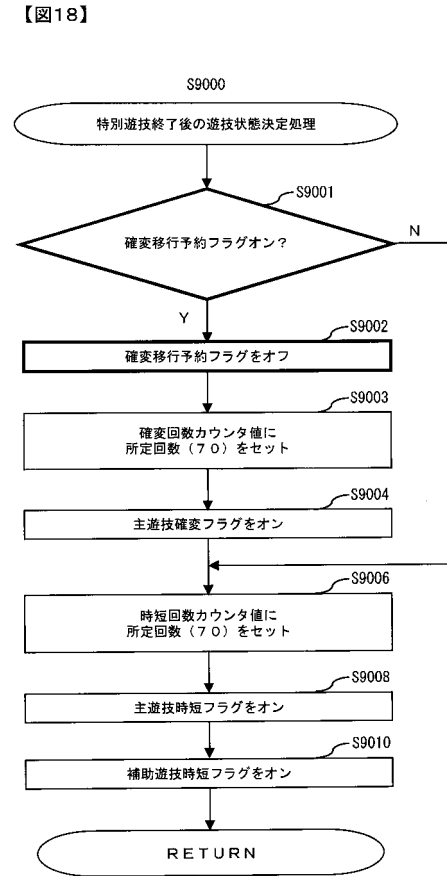 【図18】
S9000
特別遊技終了後の遊技状態決定処理
S9001
確変移行予約フラグオン？
N
Y
S9002
確変移行予約フラグをオフ
S9003
確変回数カウンタ値に
所定回数（７０）をセット
S9004
主遊技確変フラグをオン
S9006
時短回数カウンタ値に
所定回数（７０）をセット
S9008
主遊技時短フラグをオン
S9010
補助遊技時短フラグをオン
ＲＥＴＵＲＮ